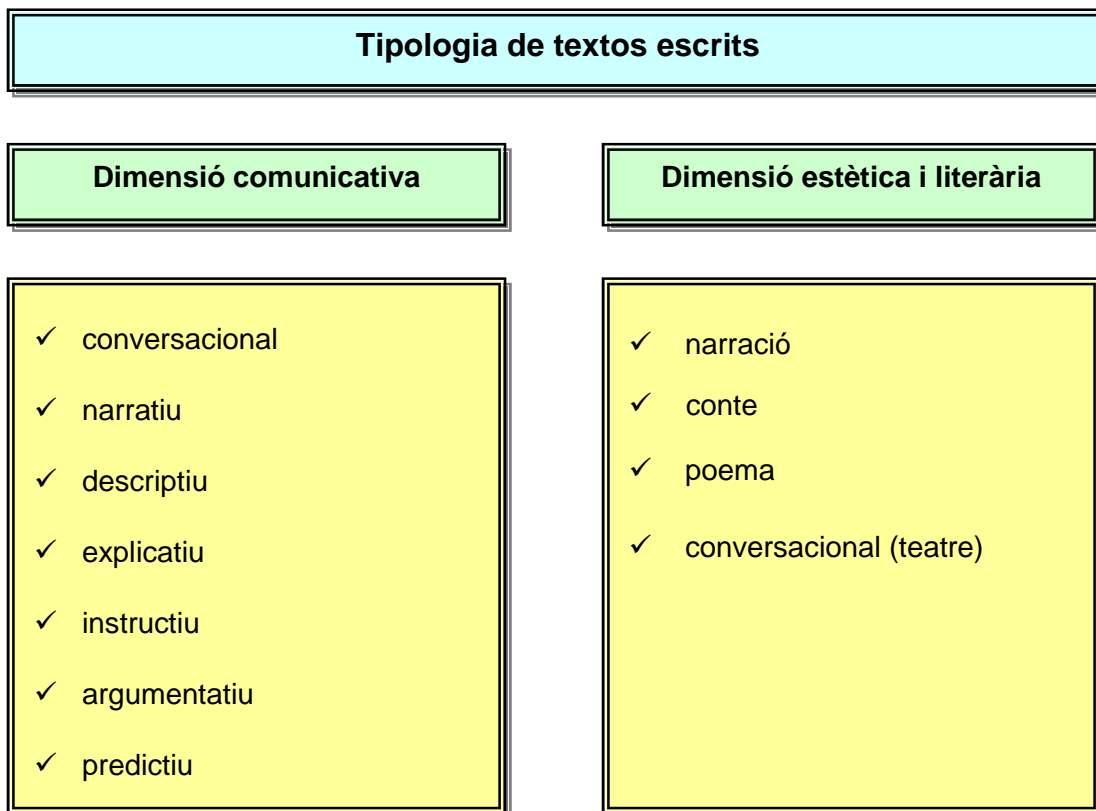 Tipologia de textos escrits
Dimensió comunicativa
Dimensió estètica i literària
✓ conversacional
✓ narratiu
✓ descriptiu
✓ explicatiu
✓ instructiu
✓ argumentatiu
✓ predictiu
✓ narració
✓ conte
✓ poema
✓ conversacional (teatre)